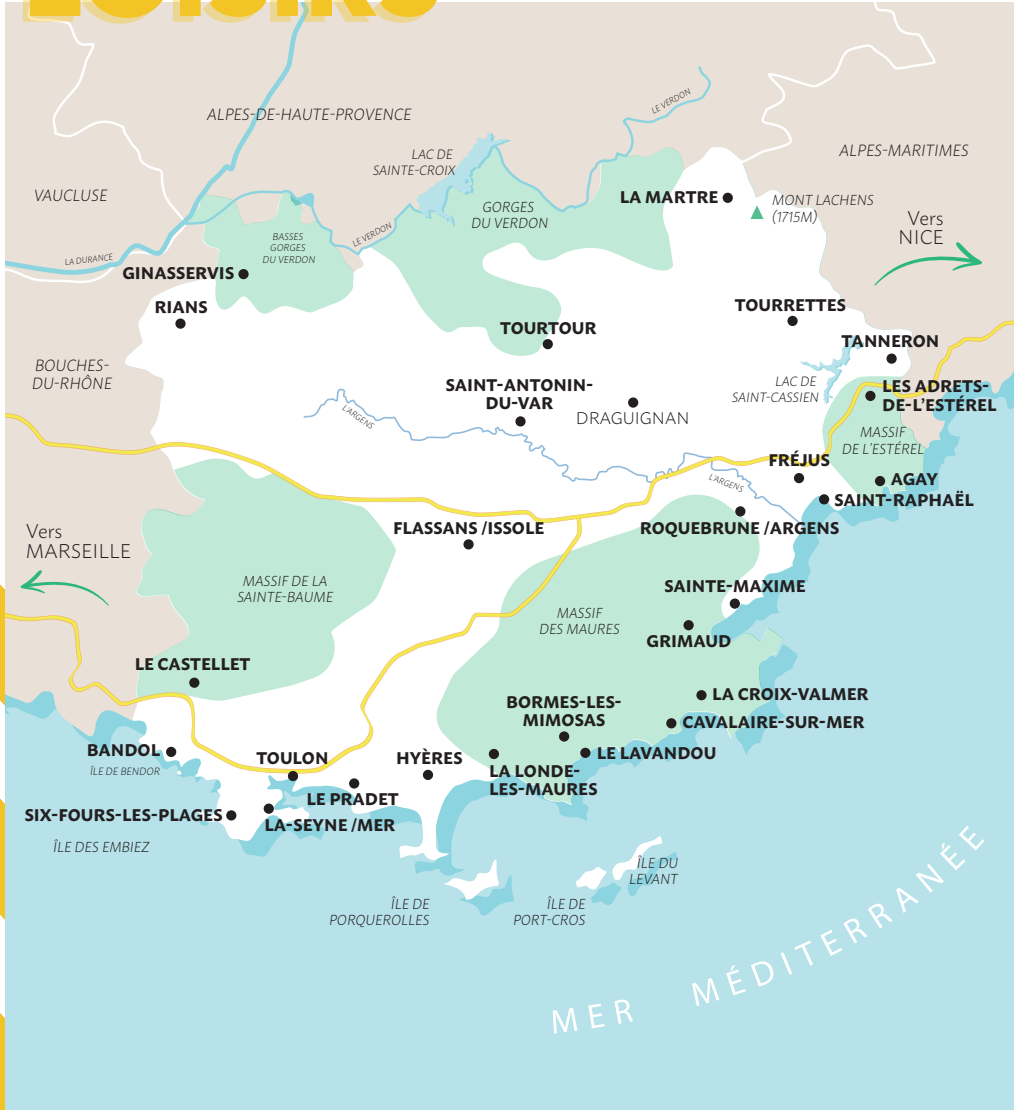 LOISIRS
ALPES-DE-HAUTE-PROVENCE
LE VERDON
LAC DE
SAINTE-CROIX
ALPES-MARITIMES
VAUCLUSE
LA MARTRE
MONT LACHENS
(1715M)
GORGES
DU VERDON
Vers
NICE
BASSES
GORGES
DU VERDON
LE VERDON
LA DURANCE
GINASSERVIS
RIANS
TOURRETTES
TOURTOUR
TANNERON
BOUCHES-
DU-RHÔNE
SAINT-ANTONIN-
DU-VAR
LAC DE
SAINT-CASSIEN
LES ADRETS-
DE-L'ESTÉREL
L'ARGENS
DRAGUIGNAN
MASSIF
DE L'ESTÉREL
FRÉJUS
AGAY
L'ARGENS
SAINT-RAPHAËL
Vers
MARSEILLE
FLASSANS /ISSOLE
ROQUEBRUNE /ARGENS
MASSIF DE LA
SAINTE-BAUME
SAINTE-MAXIME
MASSIF
DES MAURES
GRIMAUD
LE CASTELLET
LA CROIX-VALMER
BORMES-LES-
MIMOSAS
CAVALAIRE-SUR-MER
BANDOL
ÎLE DE BENDOR
TOULON
HYÈRES
LE LAVANDOU
LA LONDE-
LES-MAURES
LE PRADET
SIX-FOURS-LES-PLAGES
LA-SEYNE /MER
ÎLE DES EMBIEZ
ÎLE DU
LEVANT
ÎLE DE
PORQUEROLLES
ÎLE DE
PORT-CROS
MER MÉDITERRANÉE